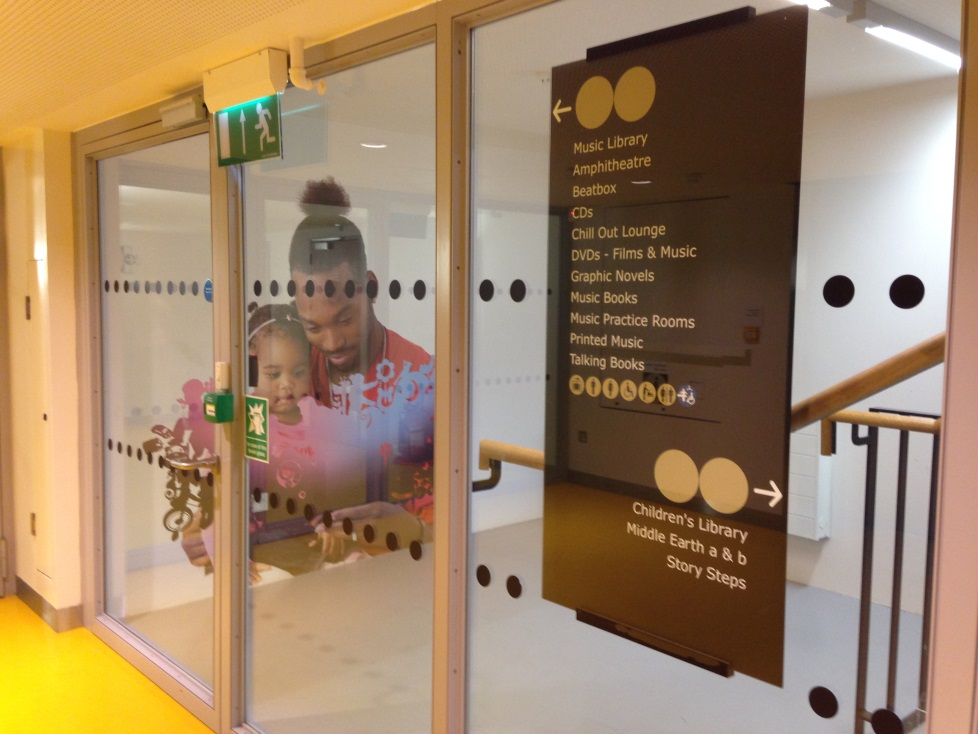 Music Library
Amphitheatre
Beatbox
CDs
Chill Out Lounge
DVDs - Films & Music
Graphic Novels
Music Books
Music Practice Rooms
Printed Music
Talking Books
Children's Library
Middle Earth a & b
Story Steps